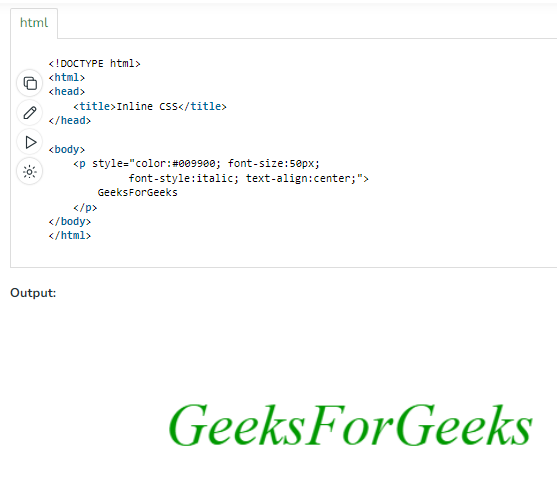 html
<!DOCTYPE html>
<html>
<head>
    <title>Inline CSS</title>
</head>
<body>
    <p style="color:#009900; font-size:50px;
             font-style:italic; text-align:center;">
        GeeksForGeeks
    </p>
</body>
</html>
Output:
GeeksForGeeks